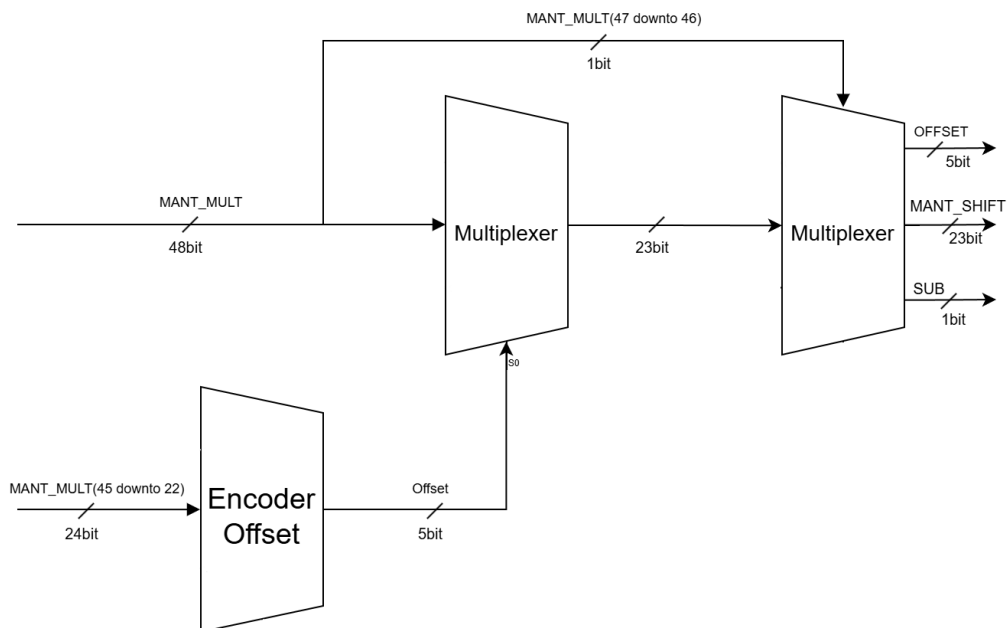 MANT_MULT(47 downto 46)
1bit
OFFSET
5bit
MANT_MULT
48bit
Multiplexer
23bit
Multiplexer
MANT_SHIFT
23bit
SUB
1bit
S0
MANT_MULT(45 downto 22)
24bit
Encoder
Offset
Offset
5bit